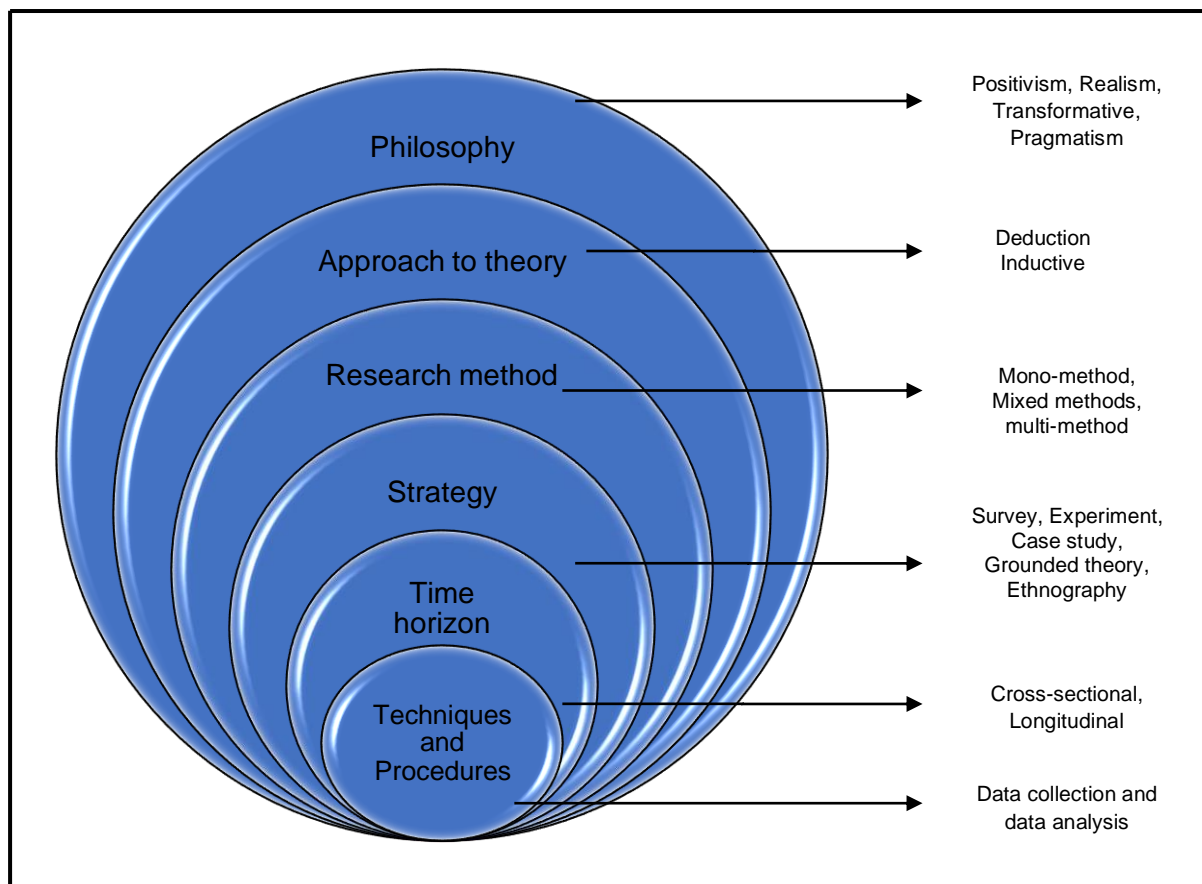 Philosophy
Positivism, Realism,
Transformative,
Pragmatism
Approach to theory
Deduction
Inductive
Research method
Mono-method,
Mixed methods,
multi-method
Strategy
Survey, Experiment,
Case study,
Grounded theory,
Ethnography
Time
horizon
Cross-sectional,
Longitudinal
Techniques
and
Procedures
Data collection and
data analysis